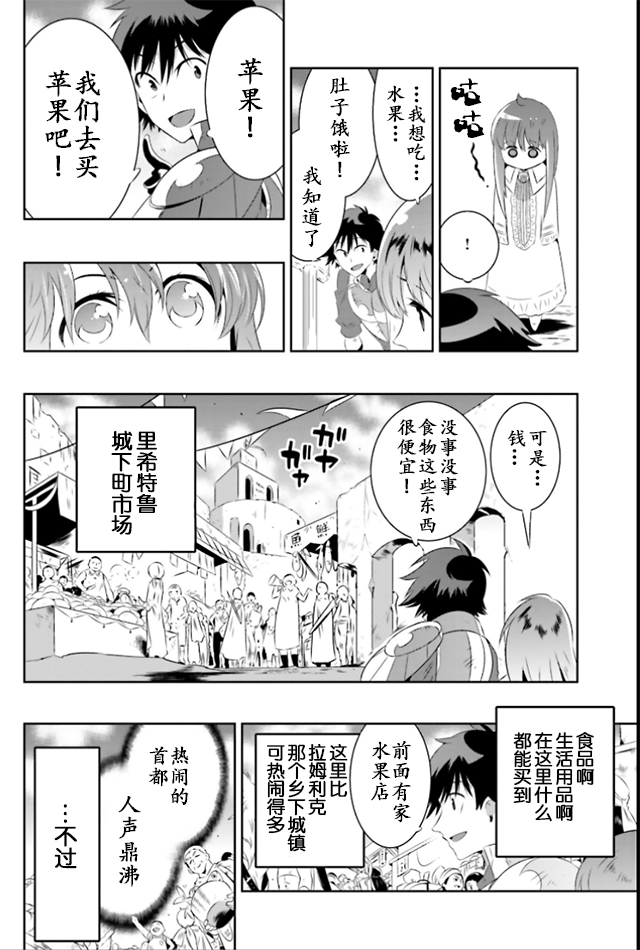 咕咕
！
…我想吃
水果…
肚子饿啦！
我知道了
苹果！
我们去买
苹果吧！
可是…
钱…
没事没事
食物这些东西
很便宜！
ガヤ
ガヤ
鮮
魚
里希特鲁
城下町市场
食品啊
生活用品啊
在这里什么
都能买到
前面有家
水果店
这里比
拉姆利克
那个乡下城镇
可热闹得多
热闹的
首都
人声鼎沸
…不过